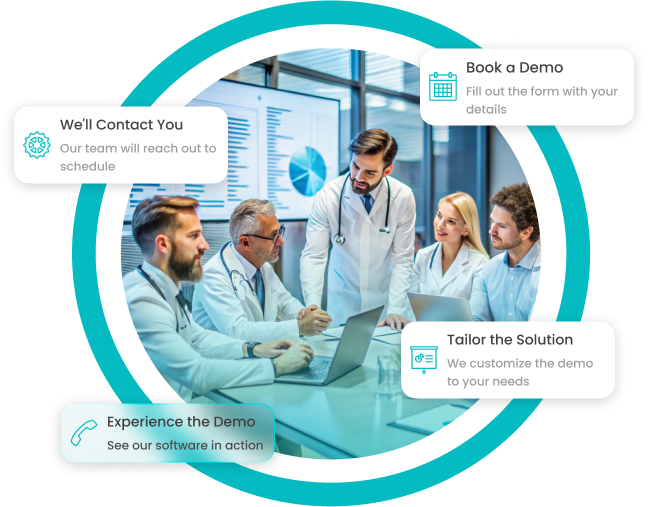 Book a Demo
Fill out the form with your
details
We'll Contact You
Our team will reach out to
schedule
Tailor the Solution
We customize the demo
to your needs
Experience the Demo
See our software in action